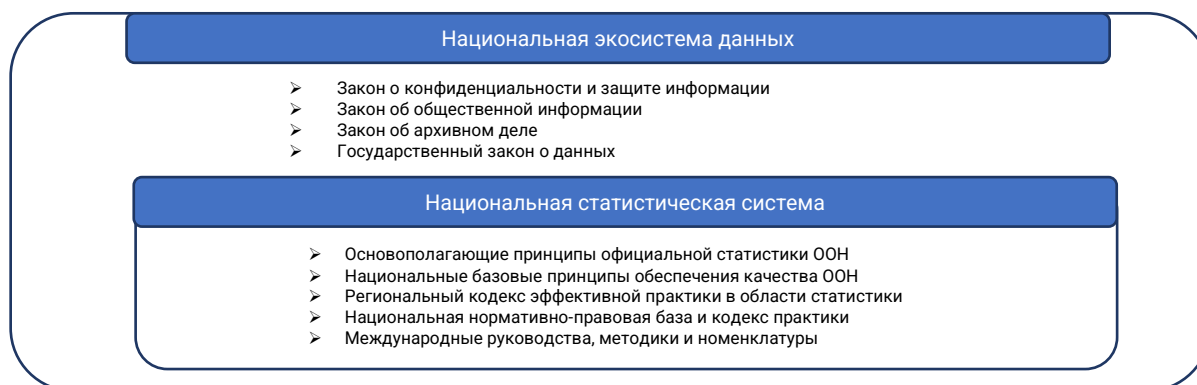 Национальная экосистема данных
➢ Закон о конфиденциальности и защите информации
➢ Закон об общественной информации
➢ Закон об архивном деле
➢ Государственный закон о данных
Национальная статистическая система
➢ Основополагающие принципы официальной статистики ООН
➢ Национальные базовые принципы обеспечения качества ООН
➢ Региональный кодекс эффективной практики в области статистики
➢ Национальная нормативно-правовая база и кодекс практики
➢ Международные руководства, методики и номенклатуры